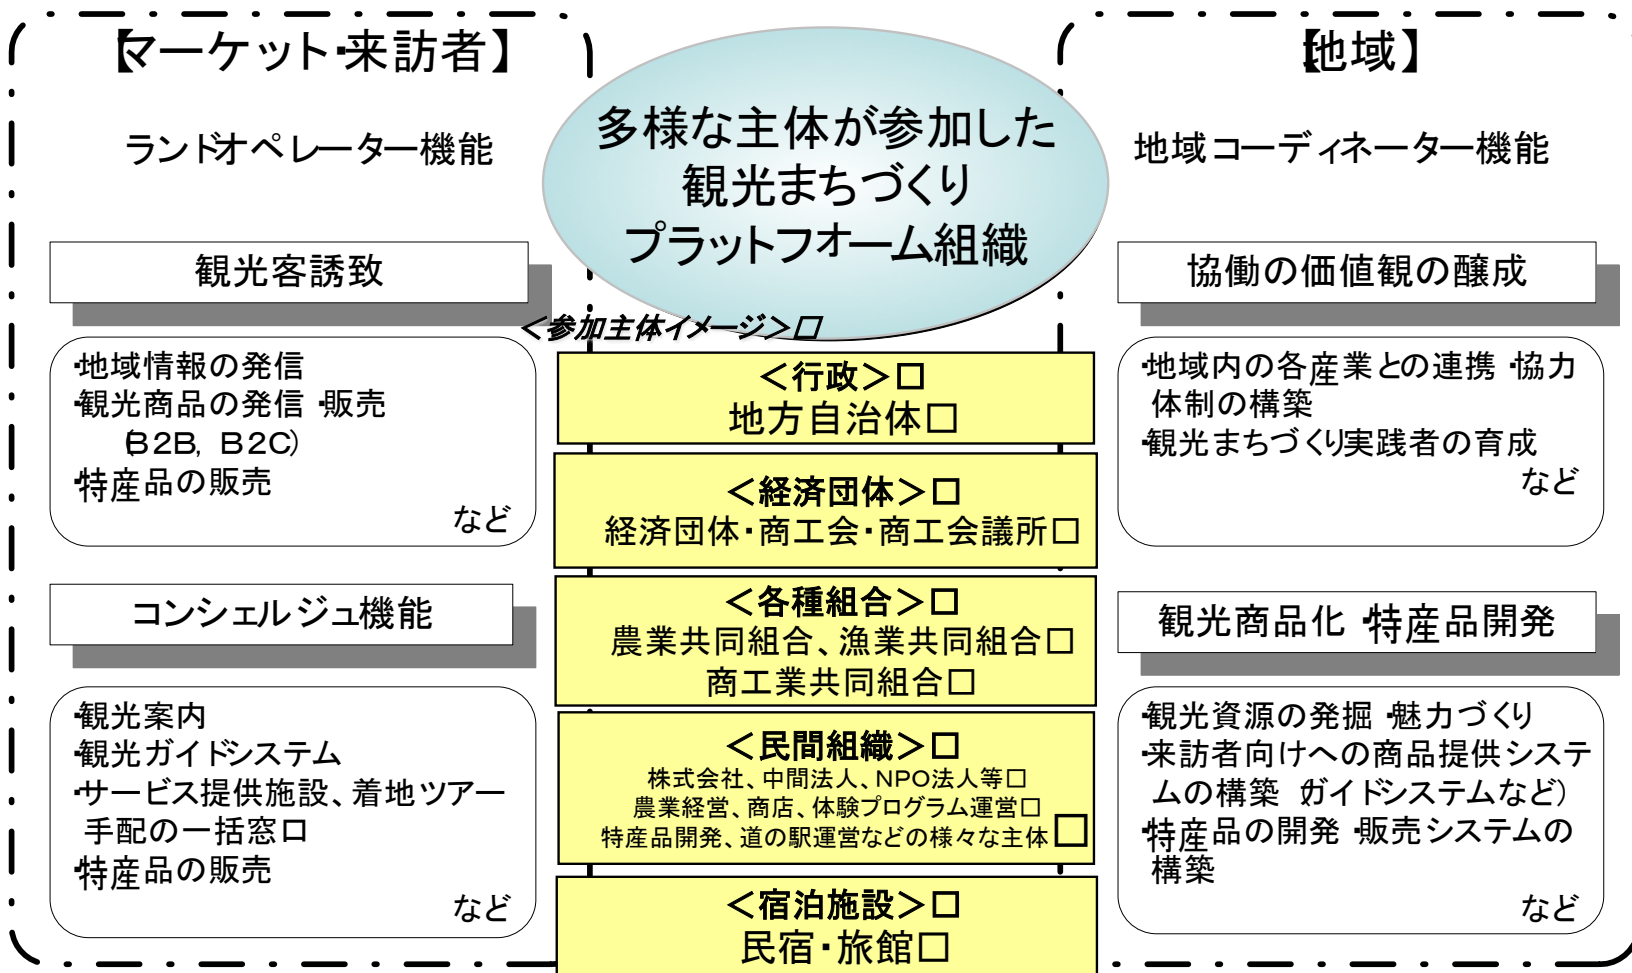 【マーケット・来訪者】
ランドオペレーター機能
観光客誘致
・地域情報の発信
・観光商品の発信・販売
(B2B, B2C)
・特産品の販売
など
コンシェルジュ機能
・観光案内
・観光ガイドシステム
・サービス提供施設、着地ツアー
手配の一括窓口
・特産品の販売
など
多様な主体が参加した
観光まちづくり
プラットフォーム組織
<参加主体イメージ>□
<行政>□
地方自治体□
<経済団体>□
経済団体・商工会・商工会議所□
<各種組合>□
農業共同組合、漁業共同組合□
商工業共同組合□
<民間組織>□
株式会社、中間法人、NPO法人等□
農業経営、商店、体験プログラム運営□
特産品開発、道の駅運営などの様々な主体□
<宿泊施設>□
民宿・旅館□
【地域】
地域コーディネーター機能
協働の価値観の醸成
・地域内の各産業との連携・協力
体制の構築
・観光まちづくり実践者の育成
など
観光商品化・特産品開発
・観光資源の発掘・魅力づくり
・来訪者向けへの商品提供システ
ムの構築（ガイドシステムなど）
・特産品の開発・販売システムの
構築
など